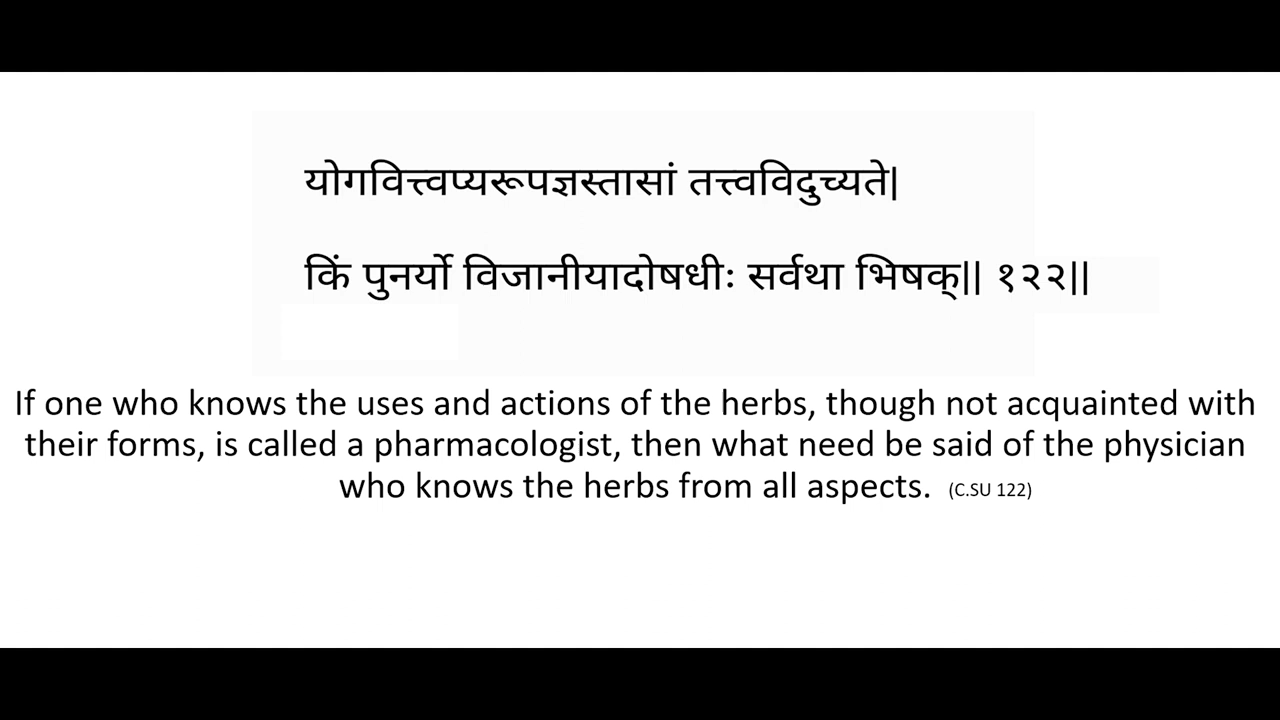 योगवित्त्वप्यरूपज्ञस्तासां तत्त्वविदुच्यते|
किं पुनर्यो विजानीयादोषधीः सर्वथा भिषक्|| १२२||
If one who knows the uses and actions of the herbs, though not acquainted with
their forms, is called a pharmacologist, then what need be said of the physician
who knows the herbs from all aspects. (C.SU 122)